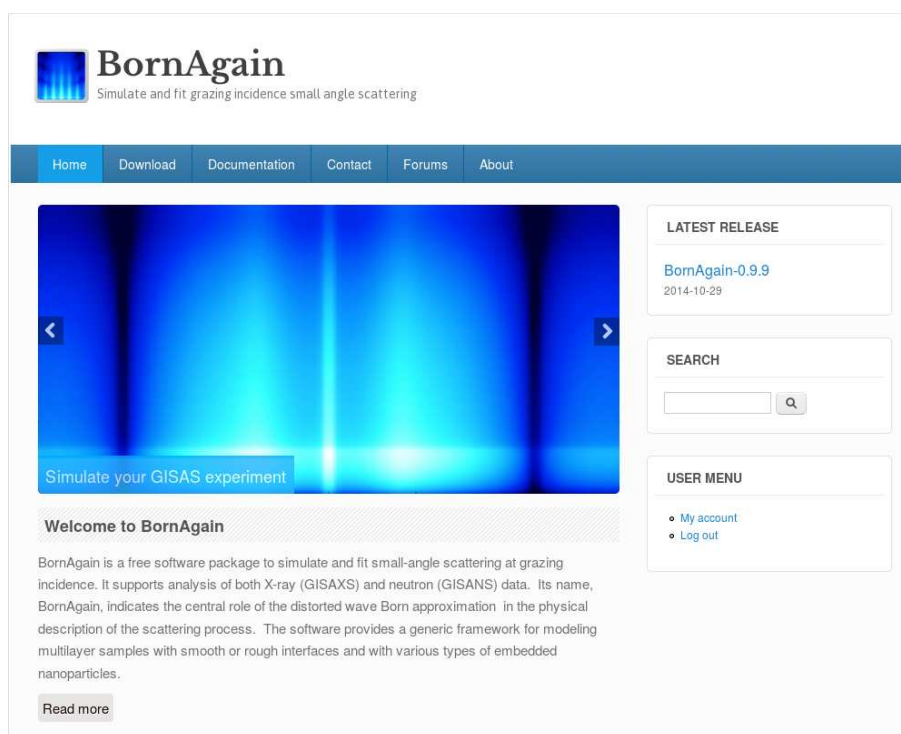 BornAgain
Simulate and fit grazing incidence small angle scattering
Home
Download
Documentation
Contact
Forums
About
Simulate your GISAS experiment
Welcome to BornAgain
BornAgain is a free software package to simulate and fit small-angle scattering at grazing
incidence. It supports analysis of both X-ray (GISAXS) and neutron (GISANS) data.  Its name,
BornAgain, indicates the central role of the distorted wave Born approximation  in the physical
description of the scattering process.  The software provides a generic framework for modeling
multilayer samples with smooth or rough interfaces and with various types of embedded
nanoparticles.
Read more
LATEST RELEASE
BornAgain-0.9.9
2014-10-29
SEARCH
USER MENU
My account
Log out